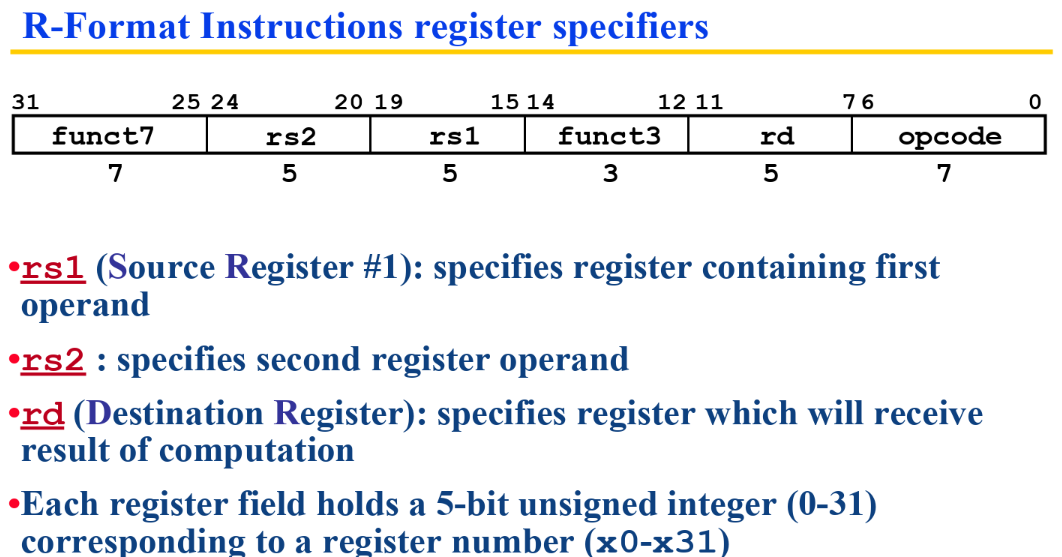 R-Format Instructions register specifiers
31 25 24 20 19 15 14 12 11 7 6 0
funct7 rs2 rs1 funct3 rd opcode
7 5 5 3 5 7
•rs1 (Source Register #1): specifies register containing first
operand
•rs2 : specifies second register operand
•rd (Destination Register): specifies register which will receive
result of computation
•Each register field holds a 5-bit unsigned integer (0-31)
corresponding to a register number (x0-x31)